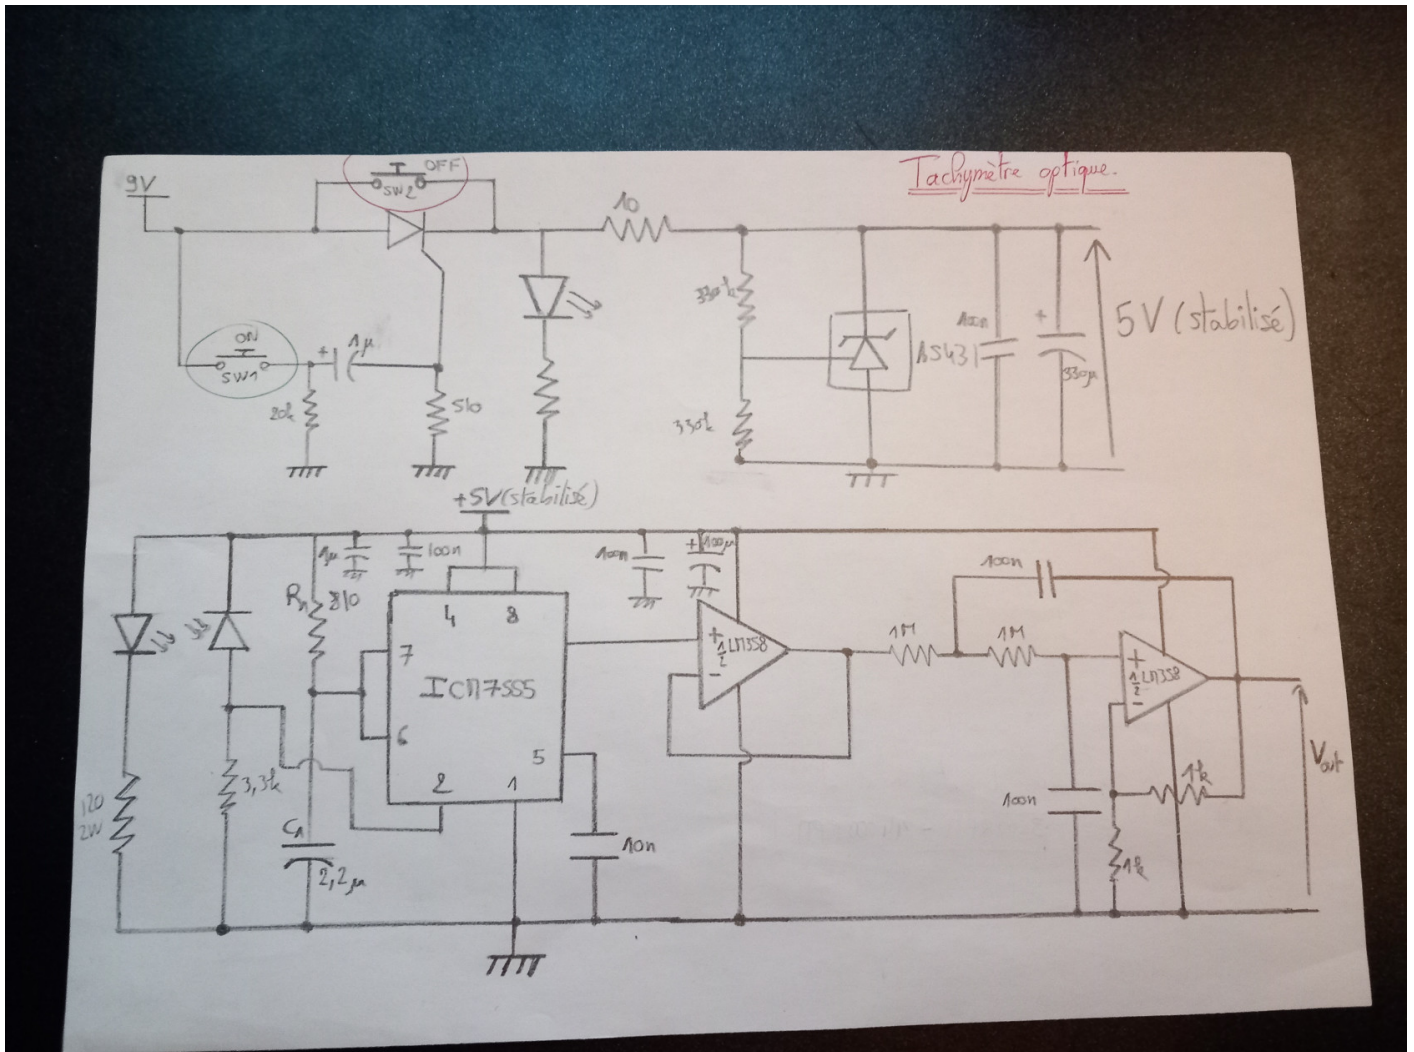 Tachymètre optique.
9V
OFF
SW2
10
ON
SW1
+
1µ
20k
510
330k
330k
AS431
100n
+
330µ
5V (stabilisé)
+5V (stabilisé)
1µ
100n
100n
+
100µ
R1
810
4
8
7
6
ICM7555
5
2
1
3,3k
120
2W
C1
2,2µ
10n
+
1/2 LM358
-
1M
1M
100n
100n
+
1/2 LM358
-
1k
1k
Vout